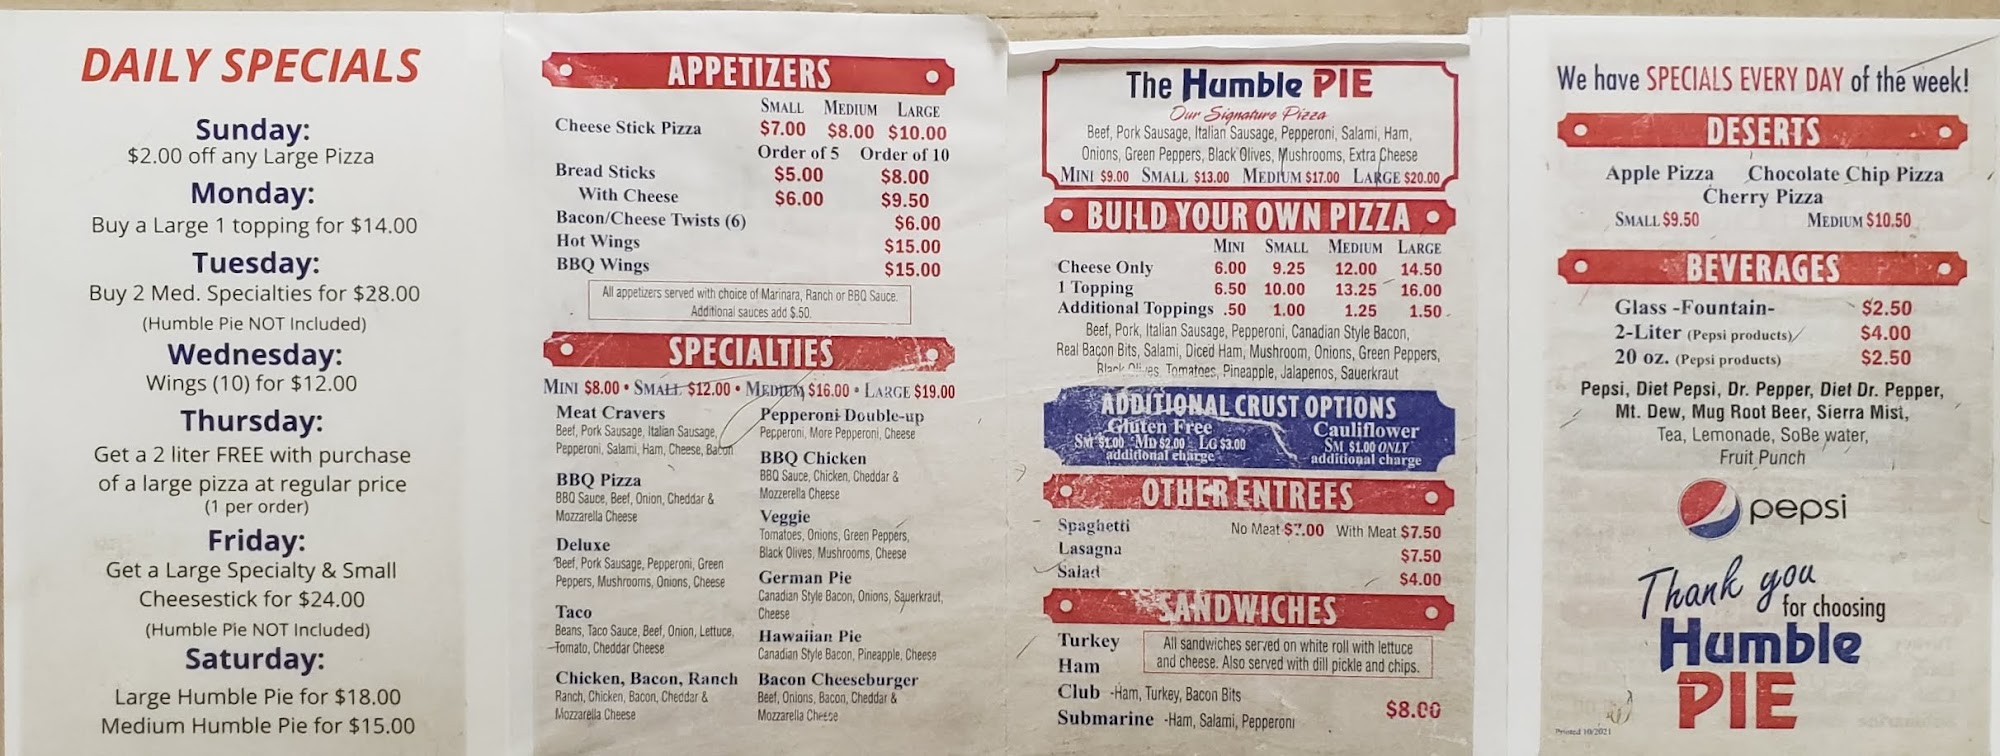 DAILY SPECIALS
Sunday:
$2.00 off any Large Pizza
Monday:
Buy a Large 1 topping for $14.00
Tuesday:
Buy 2 Med. Specialties for $28.00
(Humble Pie NOT Included)
Wednesday:
Wings (10) for $12.00
Thursday:
Get a 2 liter FREE with purchase
of a large pizza at regular price
(1 per order)
Friday:
Get a Large Specialty & Small
Cheesestick for $24.00
(Humble Pie NOT Included)
Saturday:
Large Humble Pie for $18.00
Medium Humble Pie for $15.00
APPETIZERS
SMALL MEDIUM LARGE
Cheese Stick Pizza $7.00 $8.00 $10.00
Order of 5 Order of 10
Bread Sticks $5.00 $8.00
With Cheese $6.00 $9.50
Bacon/Cheese Twists (6) $6.00
Hot Wings $15.00
BBQ Wings $15.00
All appetizers served with choice of Marinara, Ranch or BBQ Sauce.
Additional sauces add $.50.
SPECIALTIES
MINI $8.00 • SMALL $12.00 • MEDIUM $16.00 • LARGE $19.00
Meat Cravers
Beef, Pork Sausage, Italian Sausage,
Pepperoni, Salami, Ham, Cheese, Bacon
BBQ Pizza
BBQ Sauce, Beef, Onion, Cheddar &
Mozzarella Cheese
Deluxe
Beef, Pork Sausage, Pepperoni, Green
Peppers, Mushrooms, Onions, Cheese
Taco
Beans, Taco Sauce, Beef, Onion, Lettuce,
Tomato, Cheddar Cheese
Chicken, Bacon, Ranch
Ranch, Chicken, Bacon, Cheddar &
Mozzarella Cheese
Pepperoni Double-up
Pepperoni, More Pepperoni, Cheese
BBQ Chicken
BBQ Sauce, Chicken, Cheddar &
Mozzerella Cheese
Veggie
Tomatoes, Onions, Green Peppers,
Black Olives, Mushrooms, Cheese
German Pie
Canadian Style Bacon, Onions, Sauerkraut,
Cheese
Hawaiian Pie
Canadian Style Bacon, Pineapple, Cheese
Bacon Cheeseburger
Beef, Onions, Bacon, Cheddar &
Mozzarella Cheese
The Humble PIE
Our Signature Pizza
Beef, Pork Sausage, Italian Sausage, Pepperoni, Salami, Ham,
Onions, Green Peppers, Black Olives, Mushrooms, Extra Cheese
MINI $9.00 SMALL $13.00 MEDIUM $17.00 LARGE $20.00
BUILD YOUR OWN PIZZA
MINI SMALL MEDIUM LARGE
Cheese Only 6.00 9.25 12.00 14.50
1 Topping 6.50 10.00 13.25 16.00
Additional Toppings .50 1.00 1.25 1.50
Beef, Pork, Italian Sausage, Pepperoni, Canadian Style Bacon,
Real Bacon Bits, Salami, Diced Ham, Mushroom, Onions, Green Peppers,
Black Olives, Tomatoes, Pineapple, Jalapenos, Sauerkraut
ADDITIONAL CRUST OPTIONS
Gluten Free
SM $1.00 MD $2.00 LG $3.00
additional charge
Cauliflower
SM $1.00 ONLY
additional charge
OTHER ENTREES
Spaghetti No Meat $7.00 With Meat $7.50
Lasagna $7.50
Salad $4.00
SANDWICHES
Turkey
Ham
All sandwiches served on white roll with lettuce
and cheese. Also served with dill pickle and chips.
Club -Ham, Turkey, Bacon Bits
Submarine -Ham, Salami, Pepperoni
$8.00
We have SPECIALS EVERY DAY of the week!
DESERTS
Apple Pizza Chocolate Chip Pizza
Cherry Pizza
SMALL $9.50 MEDIUM $10.50
BEVERAGES
Glass -Fountain- $2.50
2-Liter (Pepsi products) $4.00
20 oz. (Pepsi products) $2.50
Pepsi, Diet Pepsi, Dr. Pepper, Diet Dr. Pepper,
Mt. Dew, Mug Root Beer, Sierra Mist,
Tea, Lemonade, SoBe water,
Fruit Punch
pepsi
Thank you
for choosing
Humble
PIE
Printed 10/2021